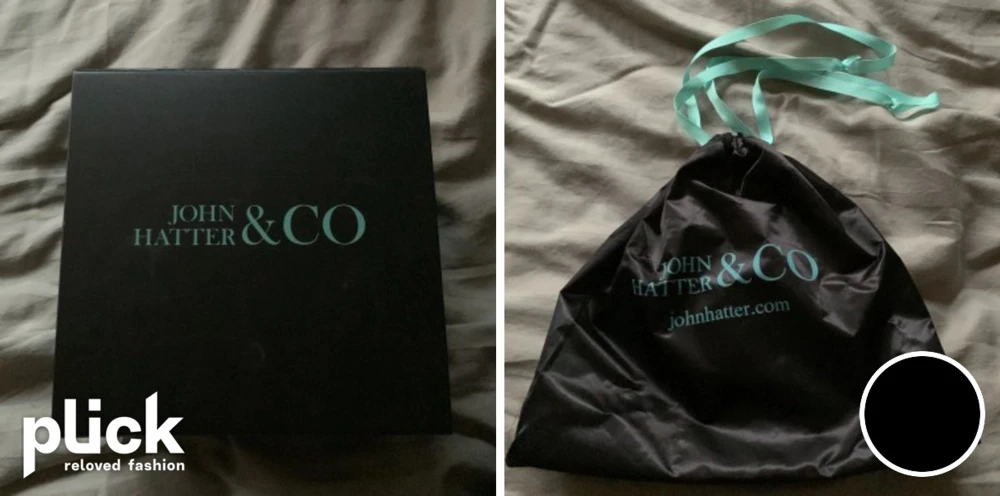 JOHN
HATTER &CO
plick
reloved fashion
JOHN
HATTER &CO
johnhatter.com